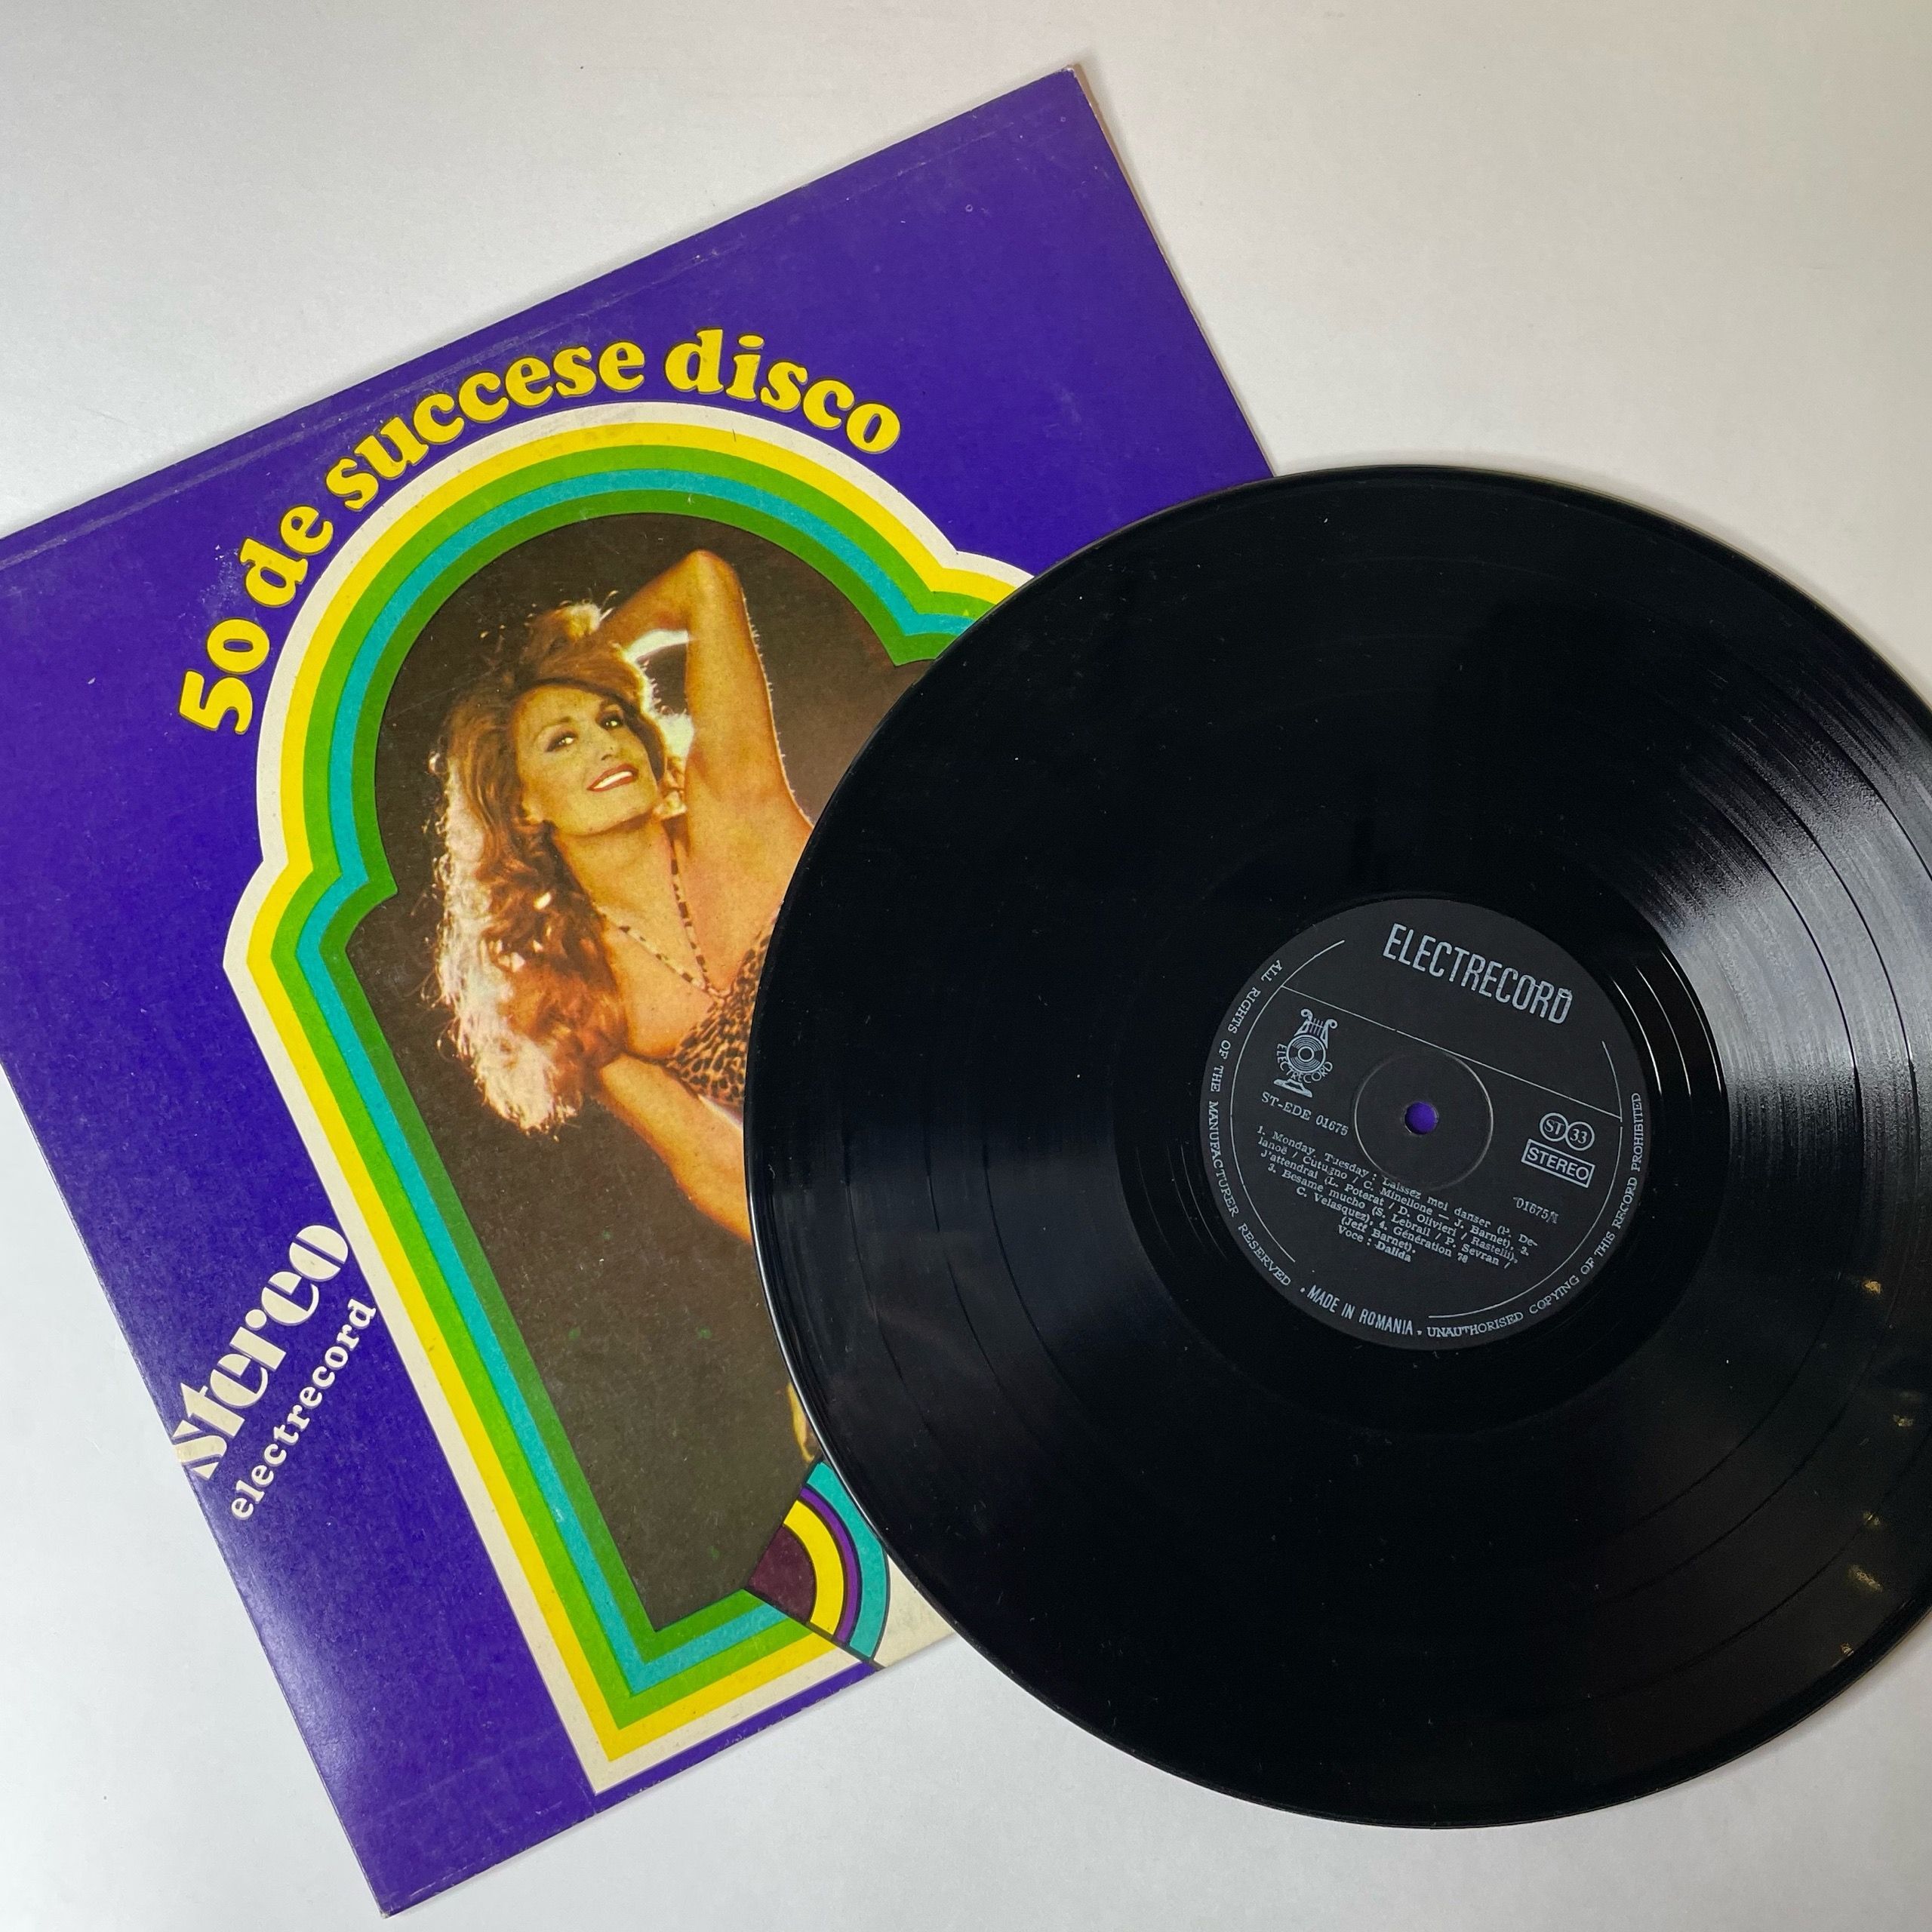 50 de succese disco
stereo
electrecord
ELECTRECORD
ELECTRECORD
ST-EDE 01675
ST 33
STEREO
01675/I
1. Monday, Tuesday : Laissez moi danser (P. De-
lanoë / Cutugno / C. Minellone – J. Barnet). 2.
J'attendrai (L. Poterat / D. Olivieri / Rastelli),
3. Besame mucho (S. Lebrail / P. Sevran /
C. Velasquez), 4. Génération 78
(Jeff Barnet).
Voce : Dalida
ALL RIGHTS OF THE MANUFACTURER RESERVED • MADE IN ROMANIA • UNAUTHORISED COPYING OF THIS RECORD PROHIBITED